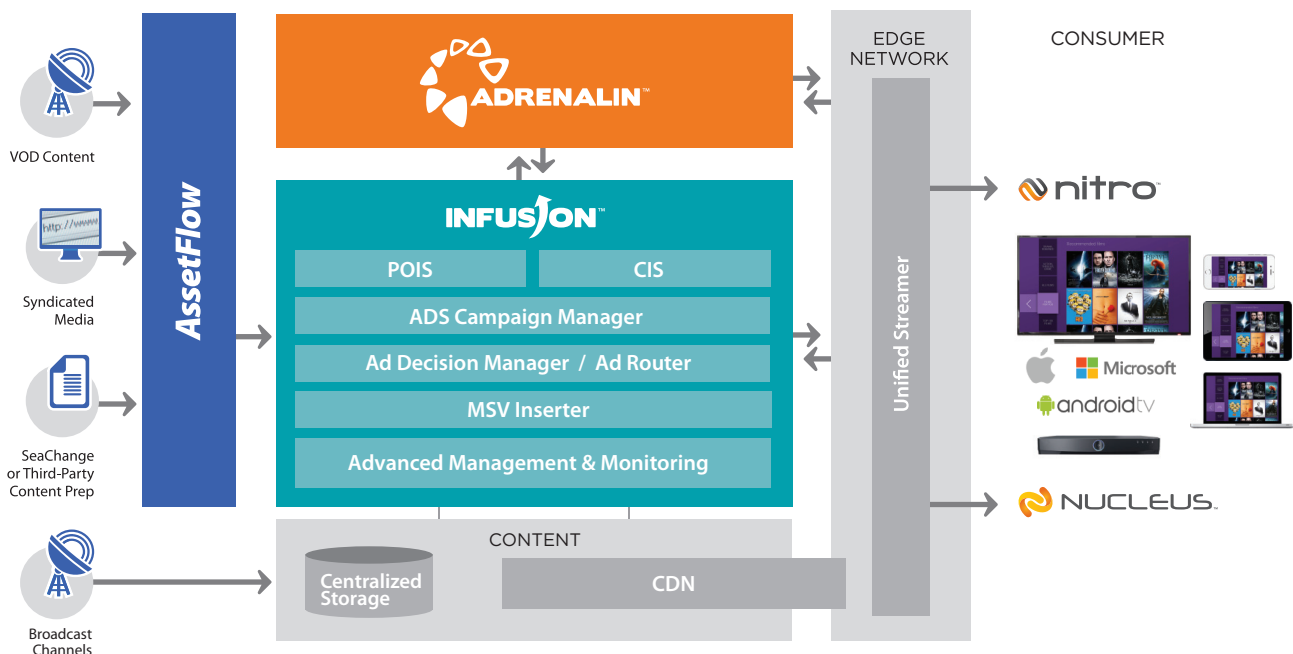 VOD Content
http://www
Syndicated
Media
SeaChange
or Third-Party
Content Prep
Broadcast
Channels
AssetFlow
ADRENALIN™
INFUSION™
POIS
CIS
ADS Campaign Manager
Ad Decision Manager / Ad Router
MSV Inserter
Advanced Management & Monitoring
CONTENT
Centralized
Storage
CDN
EDGE
NETWORK
Unified Streamer
CONSUMER
nitro™
Microsoft
androidtv
NUCLEUS™